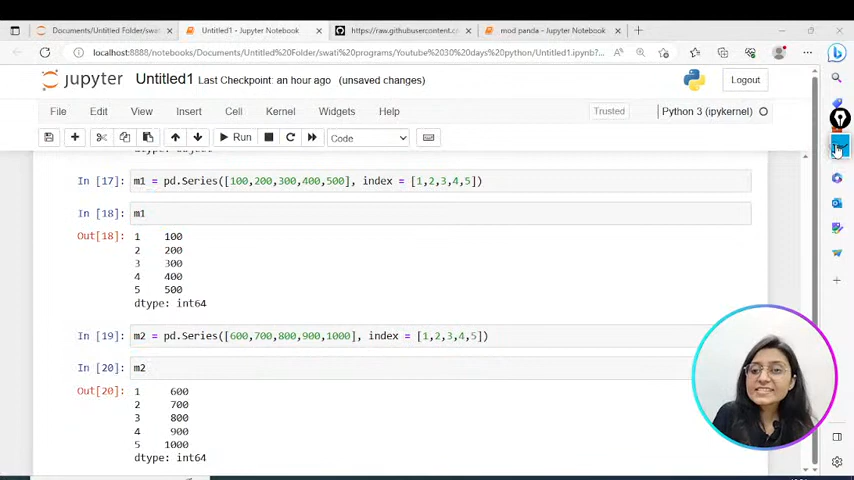 Documents/Untitled Folder/swati
Untitled1 - Jupyter Notebook
https://raw.githubusercontent.c
mod panda - Jupyter Notebook
localhost:8888/notebooks/Documents/Untitled%20Folder/swati%20programs/Youtube%2030%20days%20python/Untitled1.ipynb?...
jupyter Untitled1 Last Checkpoint: an hour ago (unsaved changes) Logout
File Edit View Insert Cell Kernel Widgets Help Trusted Python 3 (ipykernel)
Run Code
In [17]: m1 = pd.Series([100,200,300,400,500], index = [1,2,3,4,5])
In [18]: m1
Out[18]: 1 100
2 200
3 300
4 400
5 500
dtype: int64
In [19]: m2 = pd.Series([600,700,800,900,1000], index = [1,2,3,4,5])
In [20]: m2
Out[20]: 1 600
2 700
3 800
4 900
5 1000
dtype: int64